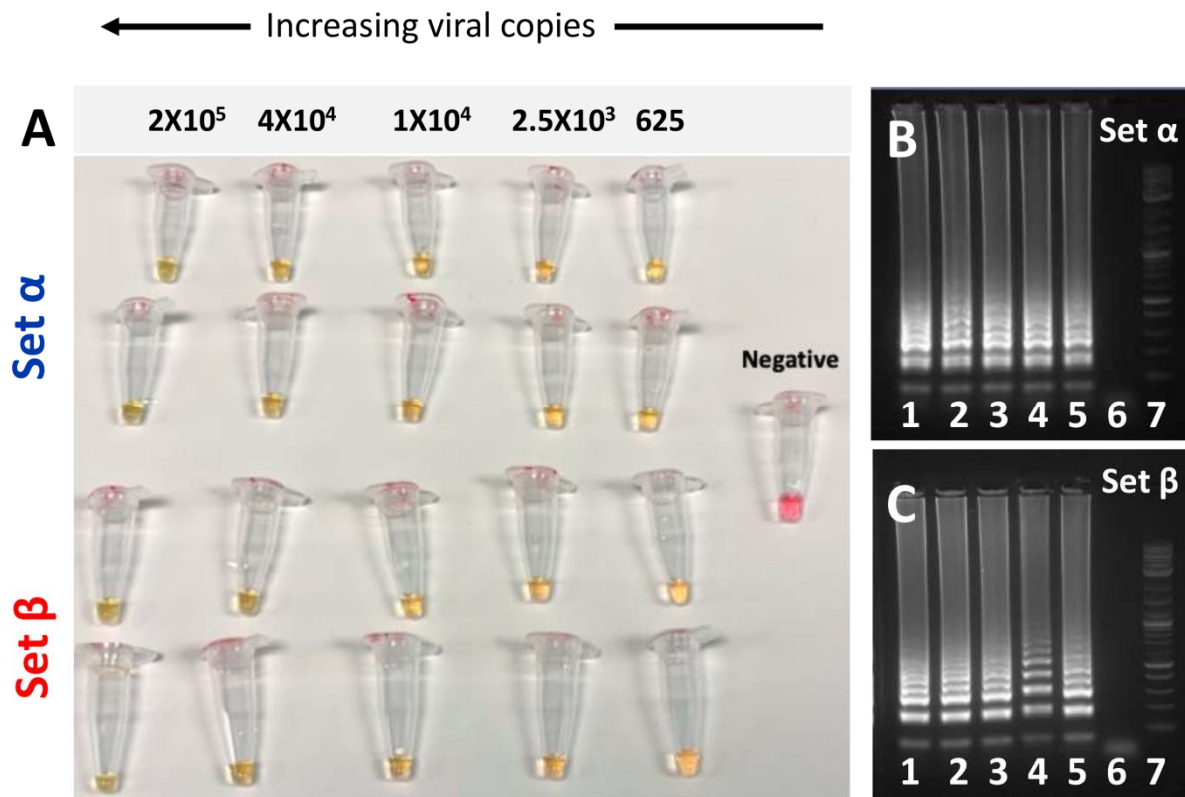 Increasing viral copies
A
2X10⁵ 4X10⁴ 1X10⁴ 2.5X10³ 625
Set α
Set β
Negative
B
Set α
1 2 3 4 5 6 7
C
Set β
1 2 3 4 5 6 7